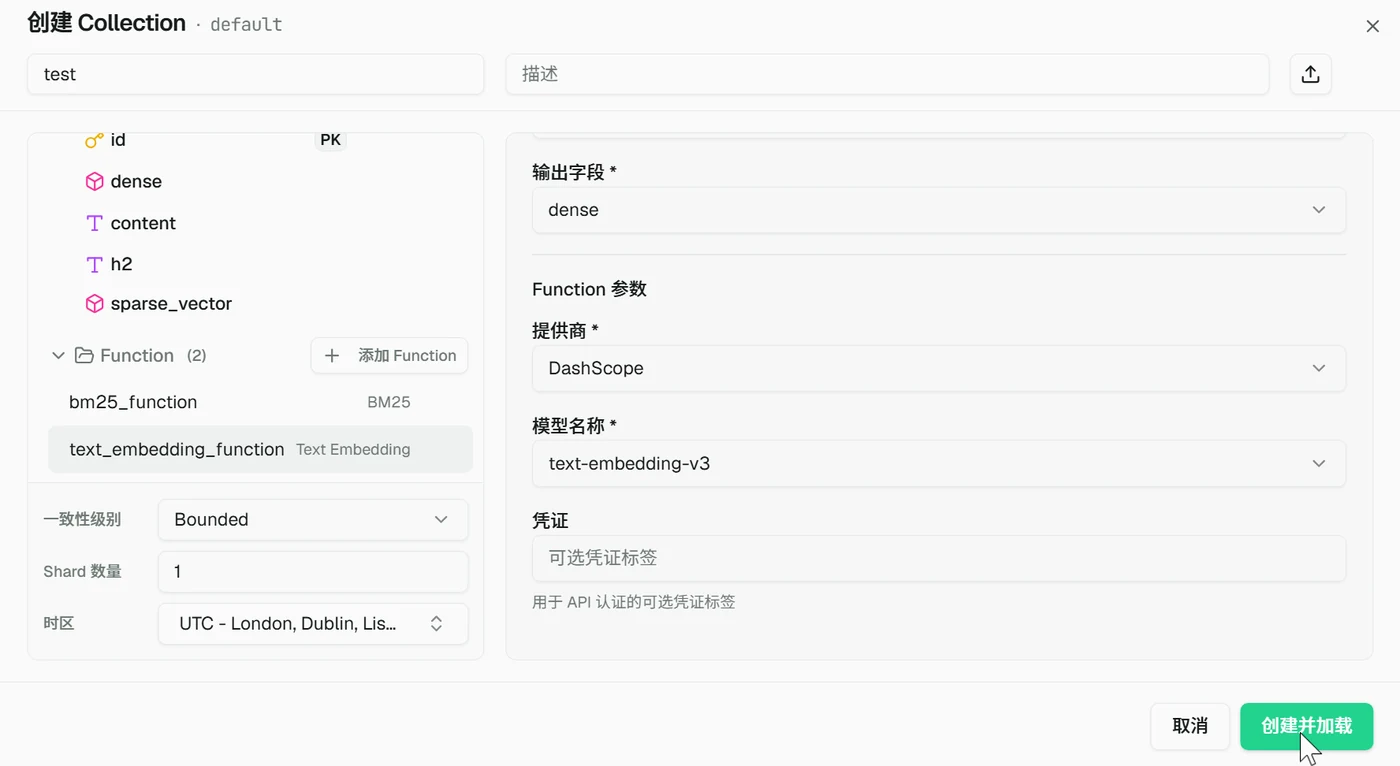 创建 Collection · default
test
描述
id PK
dense
content
h2
sparse_vector
Function (2) 添加 Function
bm25_function BM25
text_embedding_function Text Embedding
一致性级别 Bounded
Shard 数量 1
时区 UTC - London, Dublin, Lis...
输出字段 *
dense
Function 参数
提供商 *
DashScope
模型名称 *
text-embedding-v3
凭证
可选凭证标签
用于 API 认证的可选凭证标签
取消
创建并加载